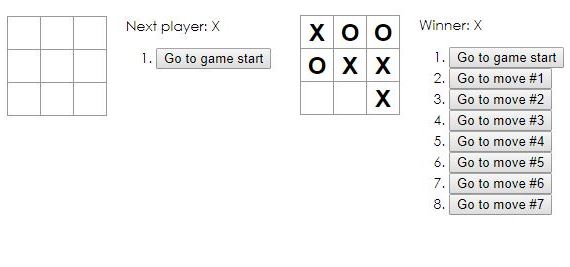 Next player: X
1. Go to game start
X O O
O X X
X
Winner: X
1. Go to game start
2. Go to move #1
3. Go to move #2
4. Go to move #3
5. Go to move #4
6. Go to move #5
7. Go to move #6
8. Go to move #7